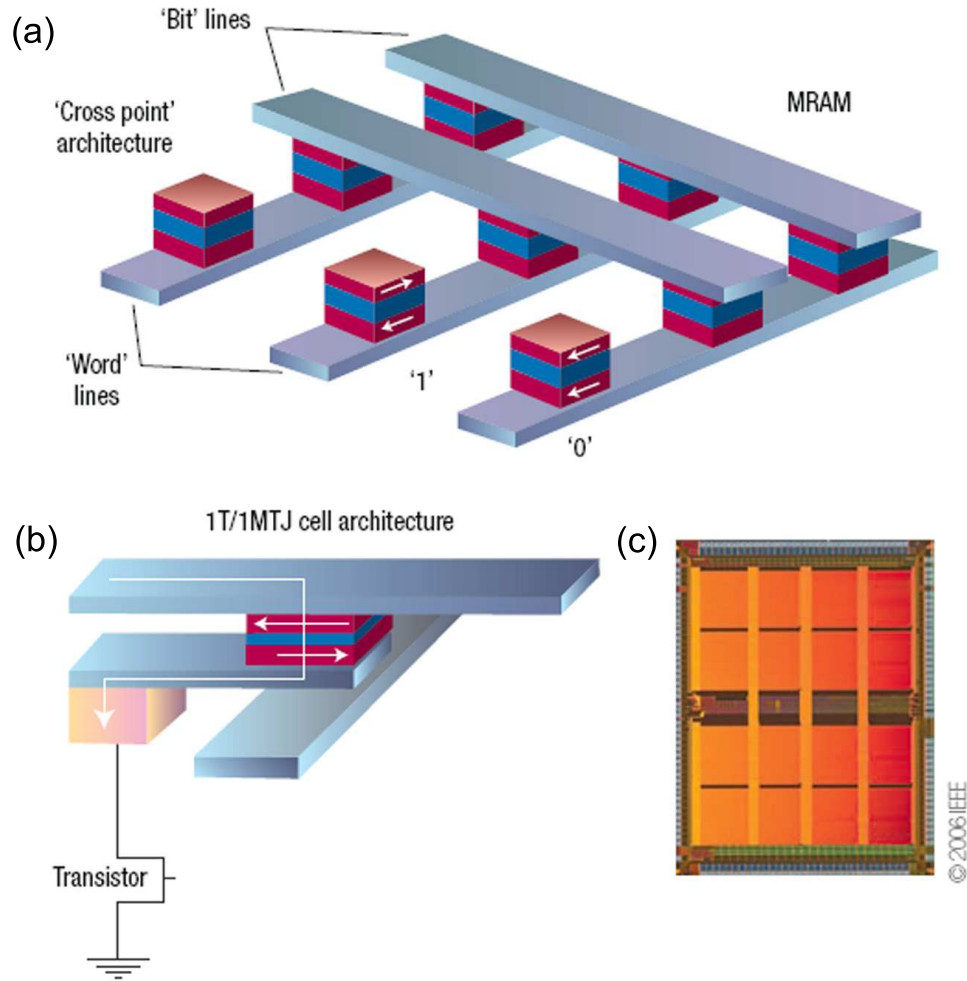 (a)
‘Bit’ lines
‘Cross point’
architecture
MRAM
‘Word’
lines
‘1’
‘0’
1T/1MTJ cell architecture
(b)
(c)
Transistor
© 2006 IEEE